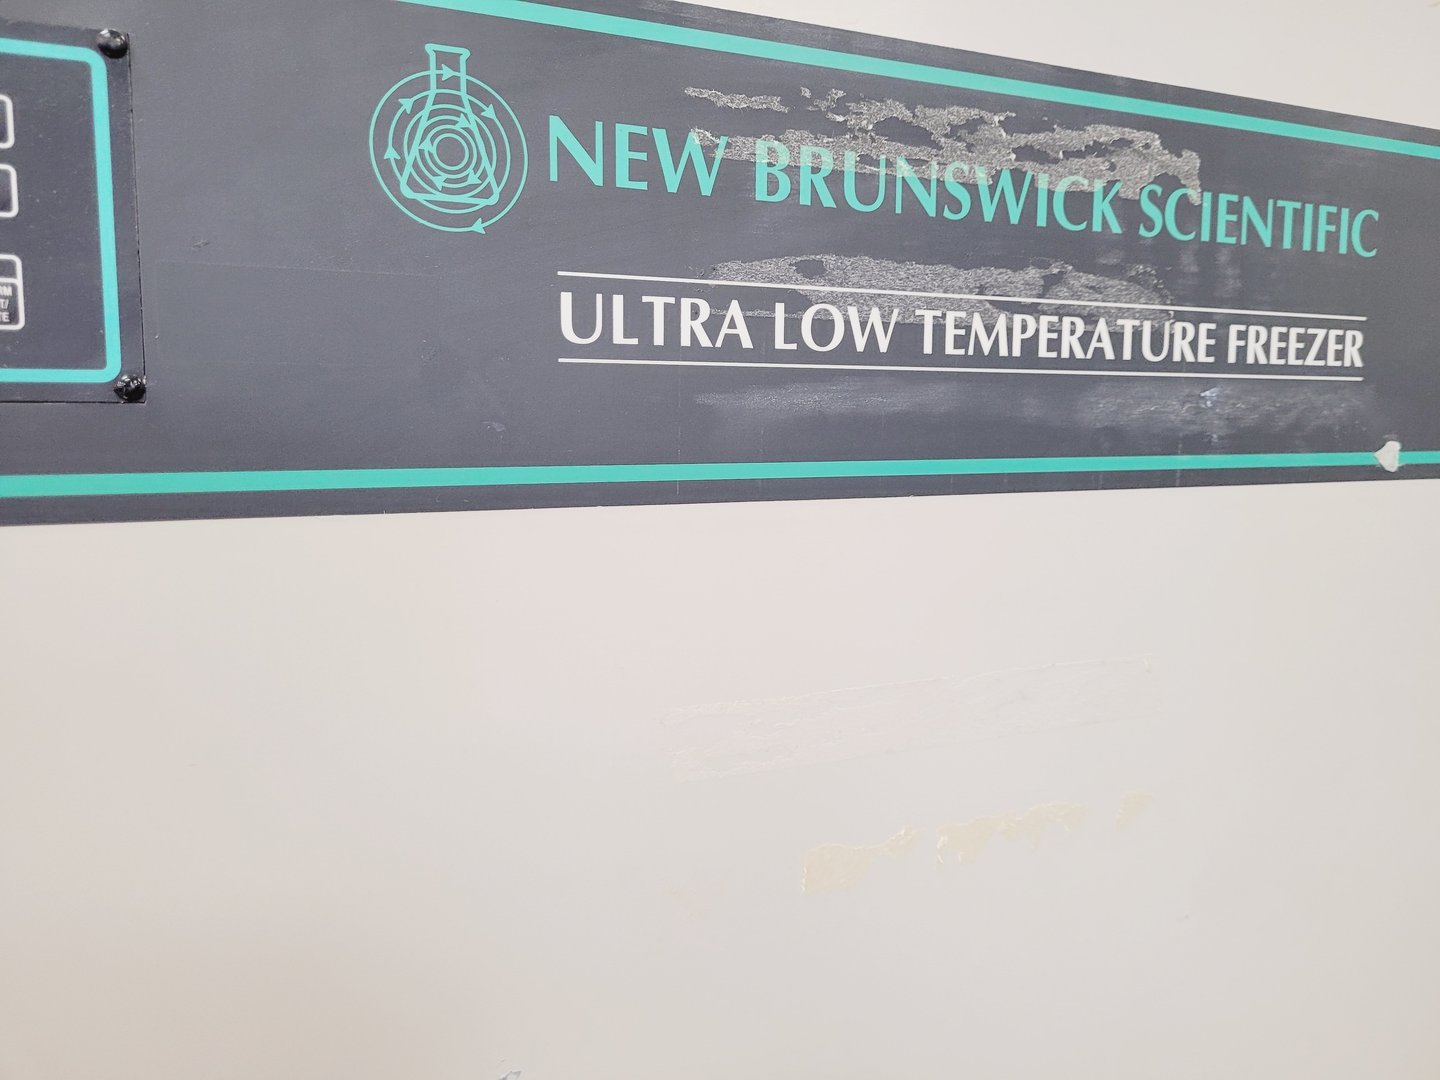 NEW BRUNSWICK SCIENTIFIC
ULTRA LOW TEMPERATURE FREEZER